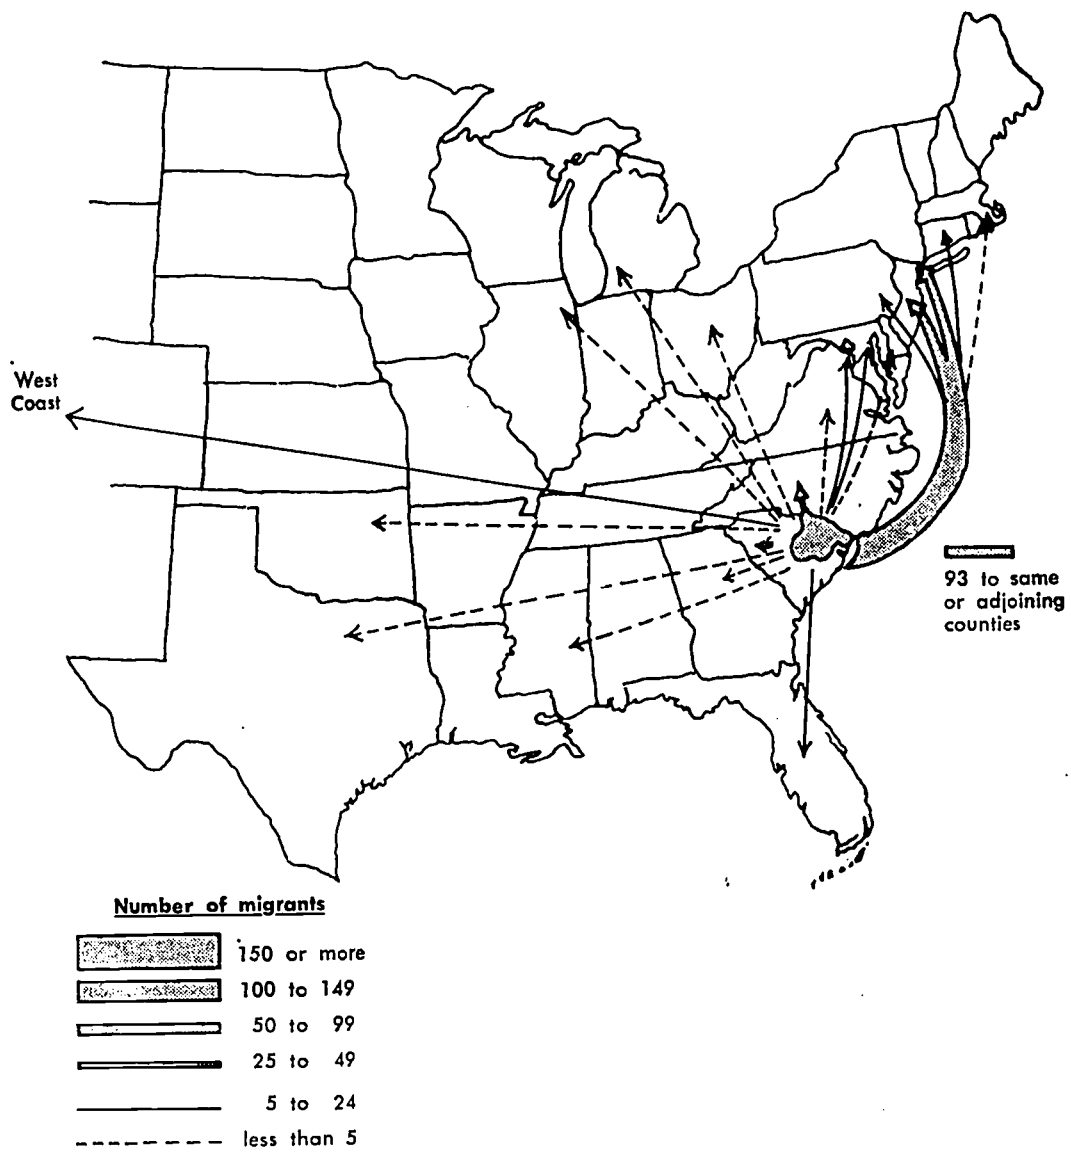 West
Coast
93 to same
or adjoining
counties
Number of migrants
150 or more
100 to 149
50 to 99
25 to 49
5 to 24
less than 5